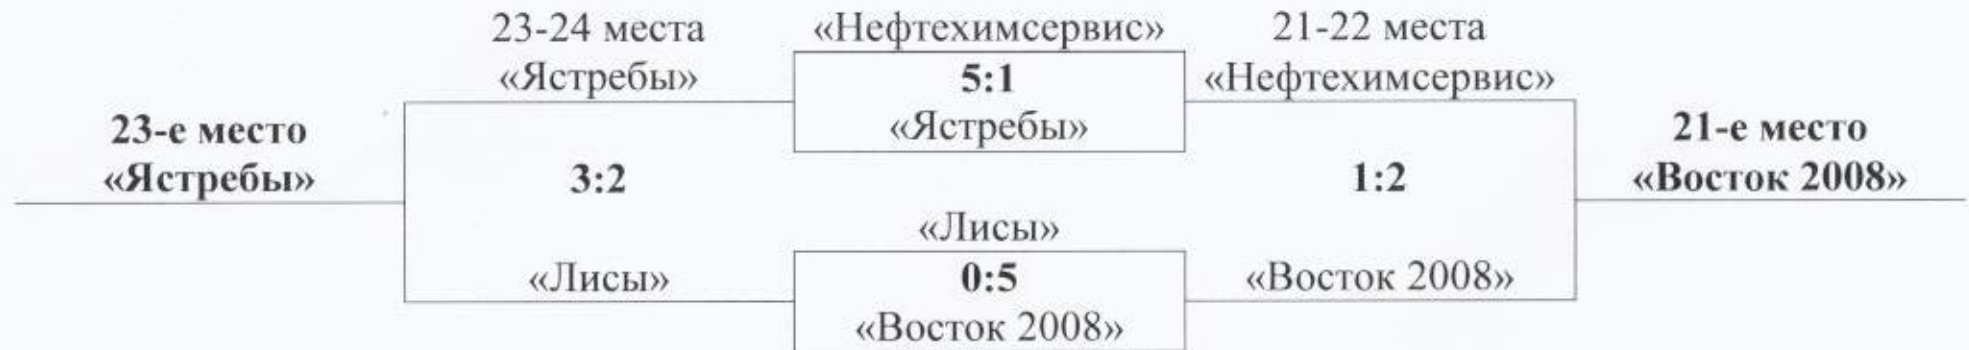 23-24 места
«Ястребы»
23-е место
«Ястребы»
3:2
«Лисы»
«Нефтехимсервис»
5:1
«Ястребы»
«Лисы»
0:5
«Восток 2008»
21-22 места
«Нефтехимсервис»
1:2
«Восток 2008»
21-е место
«Восток 2008»